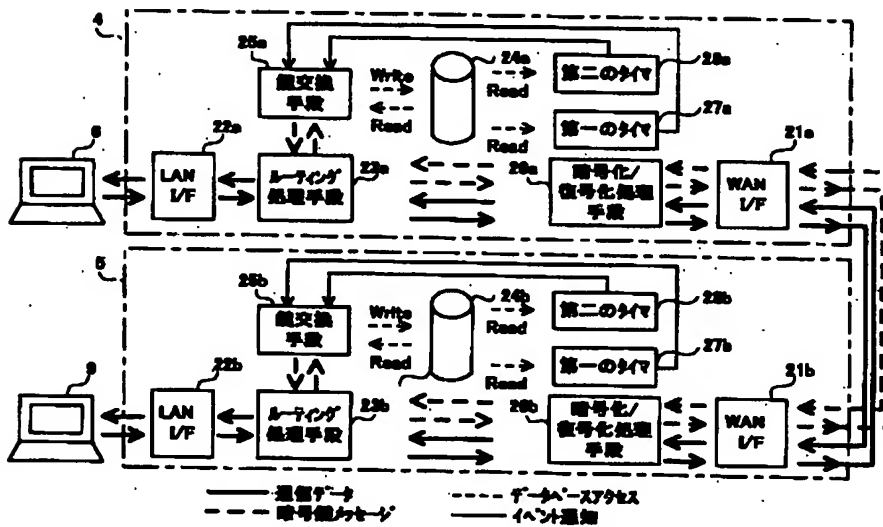 4
25a
鍵交換
手段
Write
Read
24a
Read
第二のタイマ
28a
第一のタイマ
27a
6
22a
LAN
I/F
ルーティング
処理手段
23a
26a
暗号化/
復号化処理
手段
21a
WAN
I/F
5
25b
鍵交換
手段
Write
Read
24b
Read
第二のタイマ
28b
第一のタイマ
27b
9
22b
LAN
I/F
ルーティング
処理手段
23b
26b
暗号化/
復号化処理
手段
21b
WAN
I/F
通信データ
データベースアクセス
暗号鍵メッセージ
イベント通知